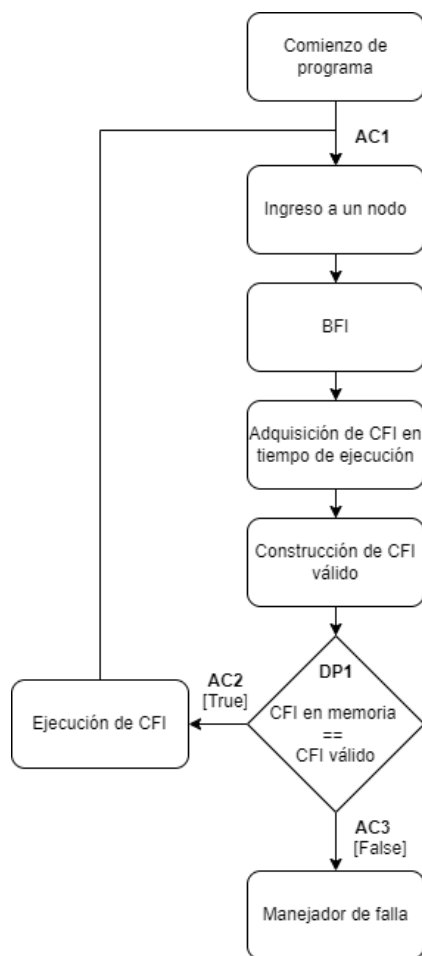 Comienzo de
programa
AC1
Ingreso a un nodo
BFI
Adquisición de CFI en
tiempo de ejecución
Construcción de CFI
válido
DP1
CFI en memoria
==
CFI válido
AC2
[True]
Ejecución de CFI
AC3
[False]
Manejador de falla